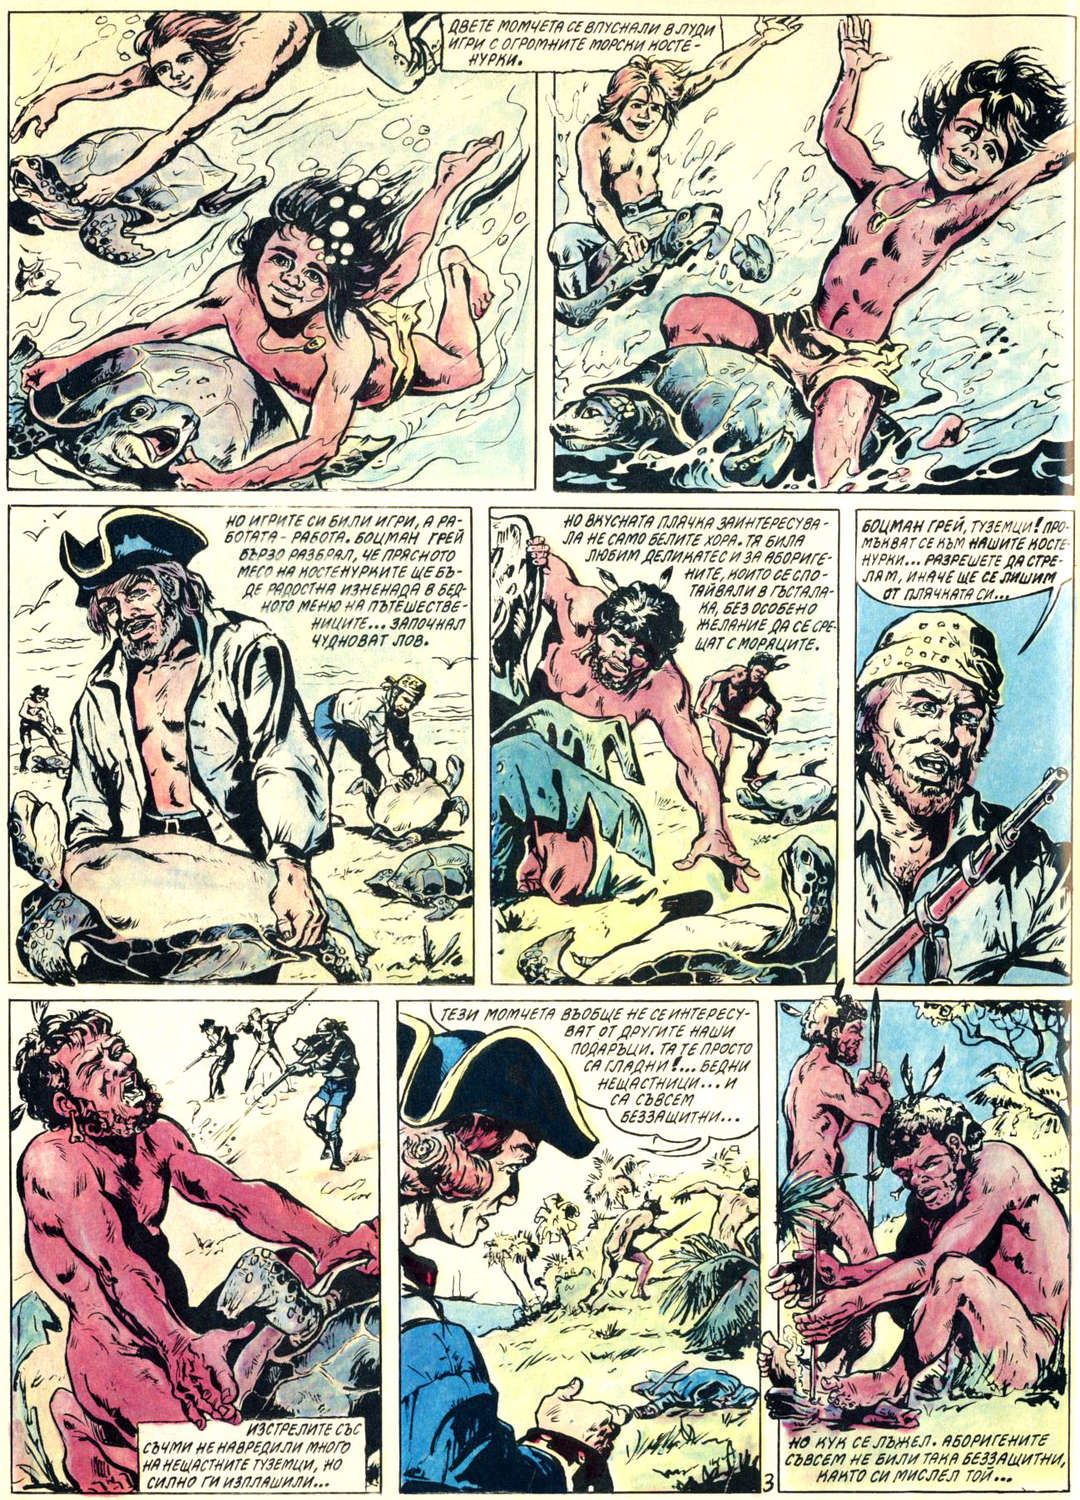 ДВЕТЕ МОМЧЕТА СЕ ВПУСНАЛИ В ЛУДИ
ИГРИ С ОГРОМНИТЕ МОРСКИ КОСТЕ-
НУРКИ.
НО ИГРИТЕ СИ БИЛИ ИГРИ, А РА-
БОТАТА- РАБОТА. БОЦМАН ГРЕЙ
БЪРЗО РАЗБРАЛ, ЧЕ ПРЯСНОТО
МЕСО НА КОСТЕНУРКИТЕ ЩЕ БЪ-
ДЕ РАДОСТНА ИЗНЕНАДА В БЕД-
НОТО МЕНЮ НА ПЪТЕШЕСТВЕ-
НИЦИТЕ... ЗАПОЧНАЛ
ЧУДНОВАТ ЛОВ.
НО ВКУСНАТА ПЛЯЧКА ЗАИНТЕРЕСУВА-
ЛА НЕ САМО БЕЛИТЕ ХОРА. ТЯ БИЛА
ЛЮБИМ ДЕЛИКАТЕС И ЗА АБОРИГЕ-
НИТЕ, КОИТО СЕ СПО-
ТАЙВАЛИ В ГЪСТАЛА-
КА, БЕЗ ОСОБЕНО
ЖЕЛАНИЕ ДА СЕ СРЕ-
ЩАТ С МОРЯЦИТЕ.
БОЦМАН ГРЕЙ, ТУЗЕМЦИ! ПРО-
МЪКВАТ СЕ КЪМ НАШИТЕ КОСТЕ-
НУРКИ... РАЗРЕШЕТЕ ДА СТРЕ-
ЛЯМ, ИНАЧЕ ЩЕ СЕ ЛИШИМ
ОТ ПЛЯЧКАТА СИ...
ИЗСТРЕЛИТЕ СЪС
СЪЧМИ НЕ НАВРЕДИЛИ МНОГО
НА НЕЩАСТНИТЕ ТУЗЕМЦИ, НО
СИЛНО ГИ ИЗПЛАШИЛИ...
ТЕЗИ МОМЧЕТА ВЪОБЩЕ НЕ СЕ ИНТЕРЕСУ-
ВАТ ОТ ДРУГИТЕ НАШИ
ПОДАРЪЦИ. ТА ТЕ ПРОСТО
СА ГЛАДНИ!... БЕДНИ
НЕЩАСТНИЦИ... И
СА СЪВСЕМ
БЕЗЗАЩИТНИ...
3
НО КУК СЕ ЛЪЖЕЛ. АБОРИГЕНИТЕ
СЪВСЕМ НЕ БИЛИ ТАКА БЕЗЗАЩИТНИ,
КАКТО СИ МИСЛЕЛ ТОЙ...